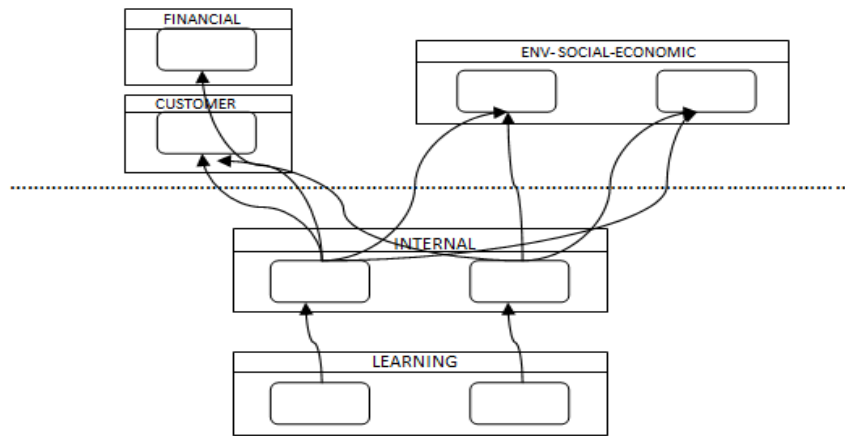 FINANCIAL
ENV- SOCIAL-ECONOMIC
CUSTOMER
INTERNAL
LEARNING